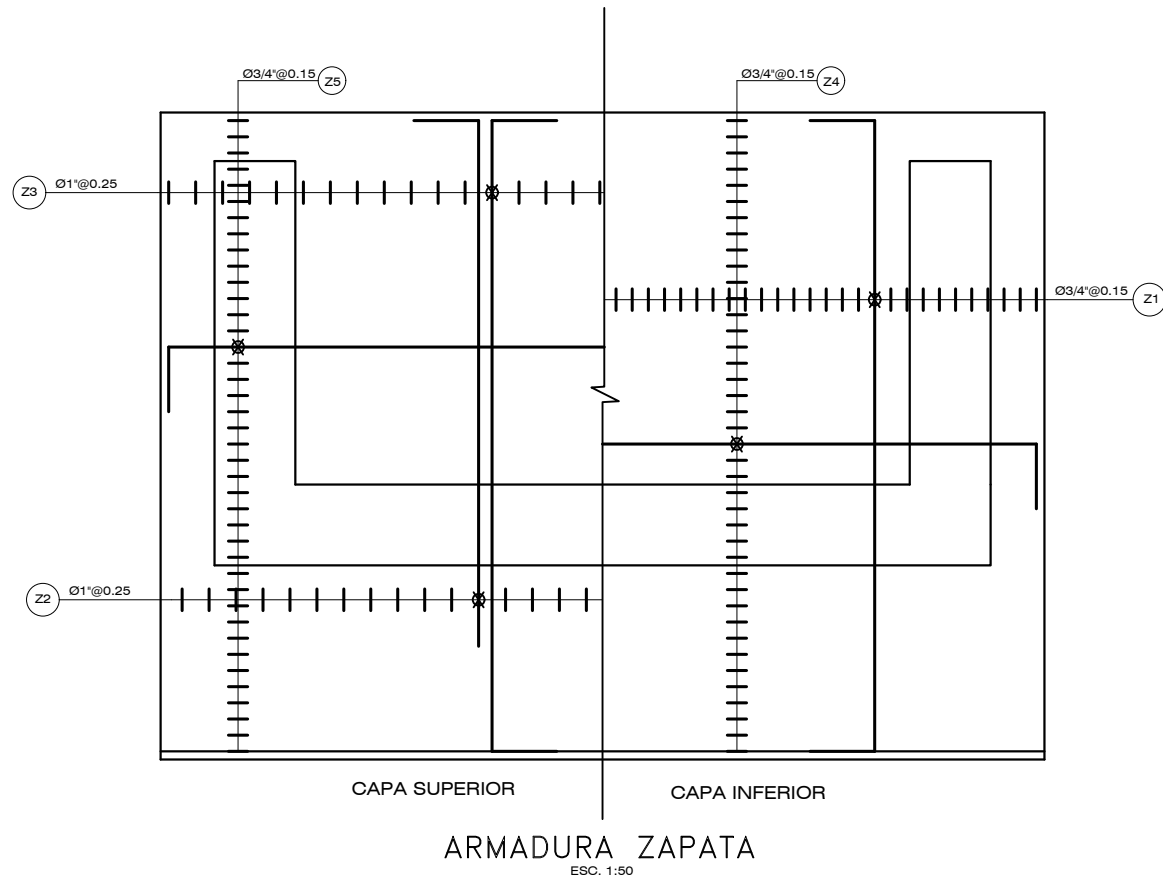 Ø3/4"@0.15 Z5
Ø3/4"@0.15 Z4
Z3 Ø1"@0.25
Ø3/4"@0.15 Z1
Z2 Ø1"@0.25
CAPA SUPERIOR
CAPA INFERIOR
ARMADURA ZAPATA
ESC. 1:50